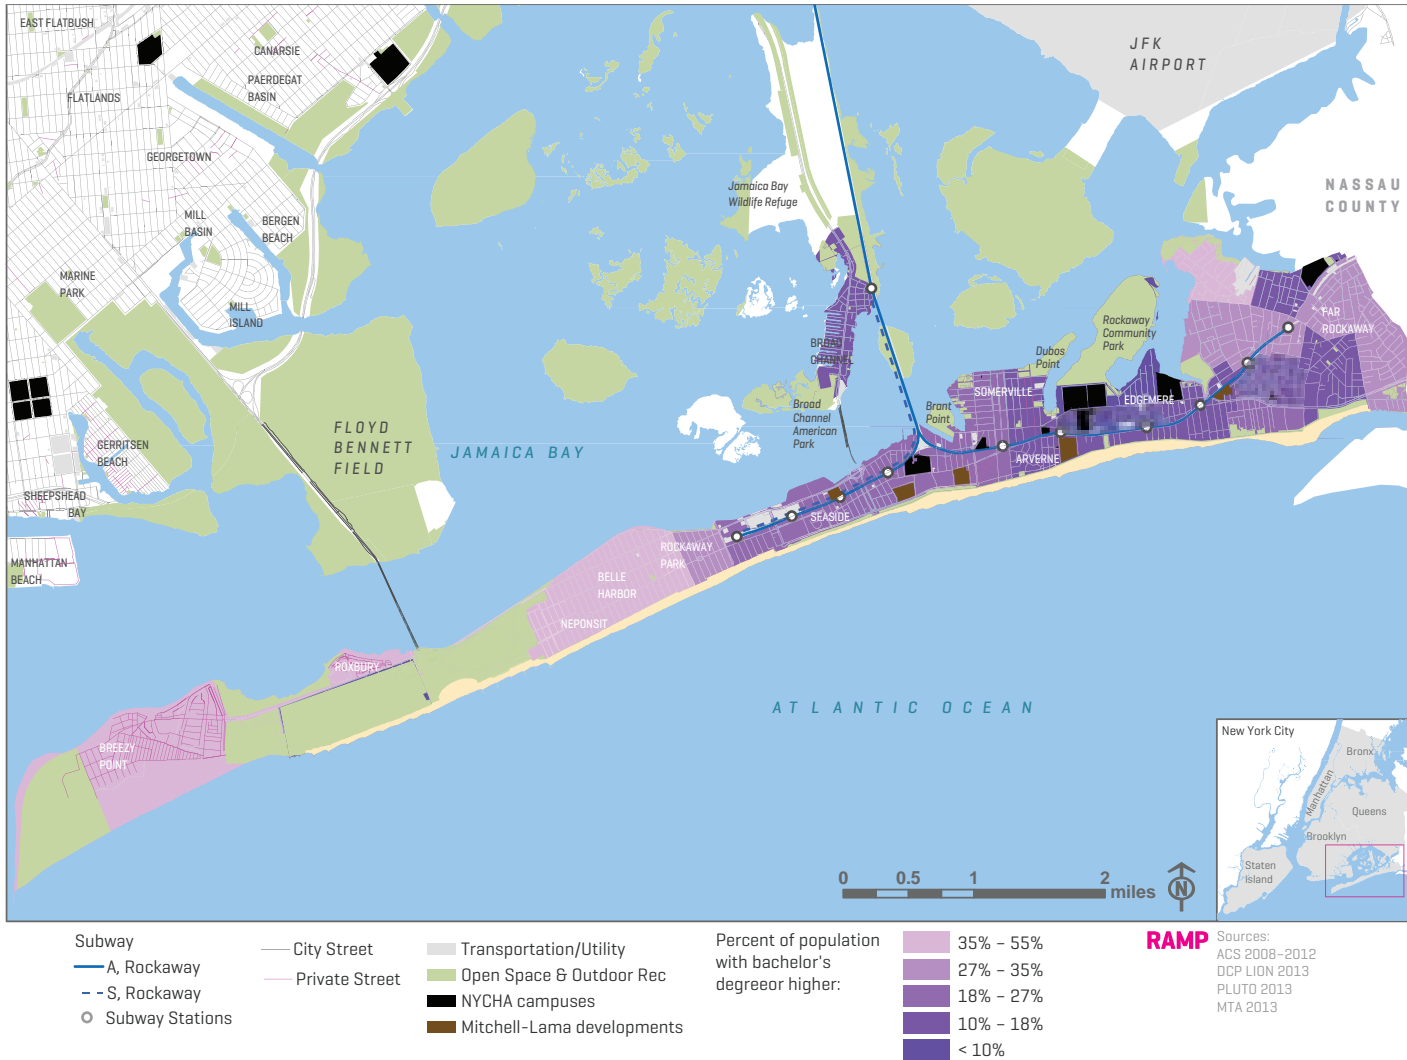 EAST FLATBUSH
CANARSIE
PAERDEGAT
BASIN
FLATLANDS
GEORGETOWN
MILL
BASIN
BERGEN
BEACH
MARINE
PARK
MILL
ISLAND
GERRITSEN
BEACH
SHEEPSHEAD
BAY
MANHATTAN
BEACH
FLOYD
BENNETT
FIELD
JAMAICA BAY
JFK
AIRPORT
NASSAU
COUNTY
Jamaica Bay
Wildlife Refuge
BROAD
CHANNEL
Broad
Channel
American
Park
Brant
Point
Dubos
Point
Rockaway
Community
Park
SOMERVILLE
EDGEMERE
FAR
ROCKAWAY
ARVERNE
SEASIDE
ROCKAWAY
PARK
BELLE
HARBOR
NEPONSIT
ROXBURY
BREEZY
POINT
ATLANTIC OCEAN
New York City
Bronx
Manhattan
Queens
Brooklyn
Staten
Island
0 0.5 1 2
miles
N
Subway
A, Rockaway
S, Rockaway
Subway Stations
City Street
Private Street
Transportation/Utility
Open Space & Outdoor Rec
NYCHA campuses
Mitchell-Lama developments
Percent of population
with bachelor's
degreeor higher:
35% – 55%
27% – 35%
18% – 27%
10% – 18%
< 10%
RAMP
Sources:
ACS 2008–2012
DCP LION 2013
PLUTO 2013
MTA 2013